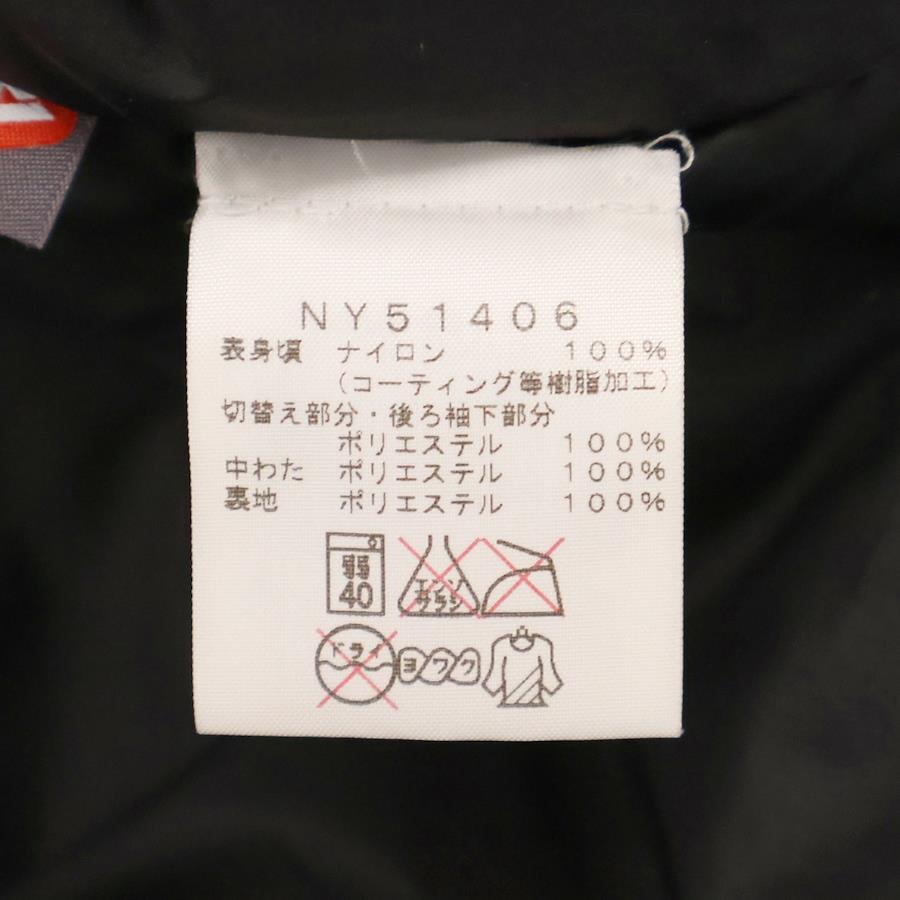 NY51406
表身頃 ナイロン 100%
(コーティング等樹脂加工)
切替え部分・後ろ袖下部分
ポリエステル 100%
中わた ポリエステル 100%
裏地 ポリエステル 100%
弱
40
エンソ
サラシ
ドライ
ヨワク